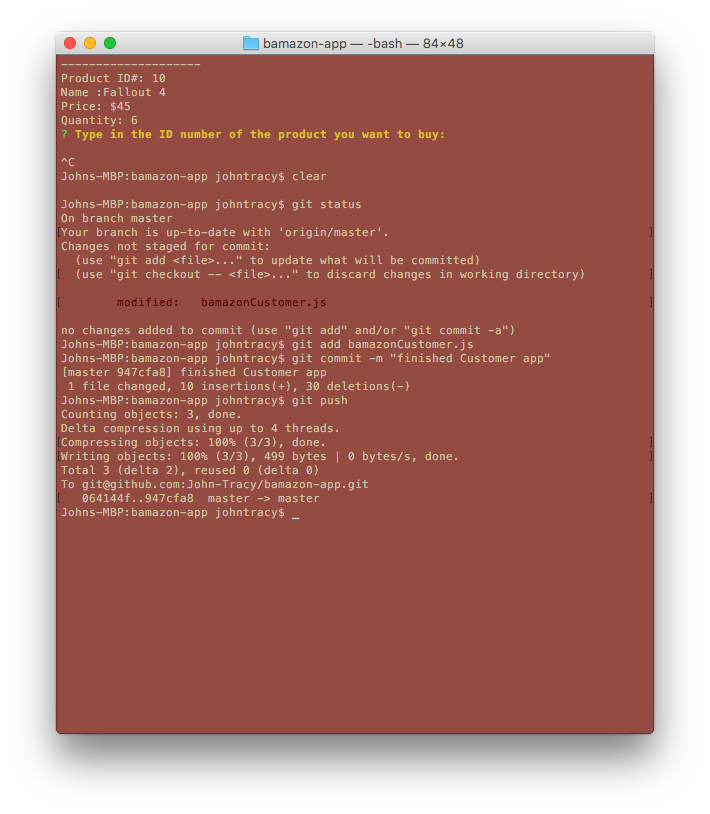 bamazon-app — -bash — 84×48
--------------------
Product ID#: 10
Name :Fallout 4
Price: $45
Quantity: 6
? Type in the ID number of the product you want to buy:
^C
Johns-MBP:bamazon-app johntracy$ clear
Johns-MBP:bamazon-app johntracy$ git status
On branch master
[Your branch is up-to-date with 'origin/master'. ]
Changes not staged for commit:
  (use "git add <file>..." to update what will be committed)
[  (use "git checkout -- <file>..." to discard changes in working directory) ]
[        modified:   bamazonCustomer.js ]
no changes added to commit (use "git add" and/or "git commit -a")
Johns-MBP:bamazon-app johntracy$ git add bamazonCustomer.js
Johns-MBP:bamazon-app johntracy$ git commit -m "finished Customer app"
[master 947cfa8] finished Customer app
 1 file changed, 10 insertions(+), 30 deletions(-)
Johns-MBP:bamazon-app johntracy$ git push
Counting objects: 3, done.
Delta compression using up to 4 threads.
[Compressing objects: 100% (3/3), done. ]
[Writing objects: 100% (3/3), 499 bytes | 0 bytes/s, done. ]
Total 3 (delta 2), reused 0 (delta 0)
To git@github.com:John-Tracy/bamazon-app.git
[   064144f..947cfa8  master -> master ]
Johns-MBP:bamazon-app johntracy$ _